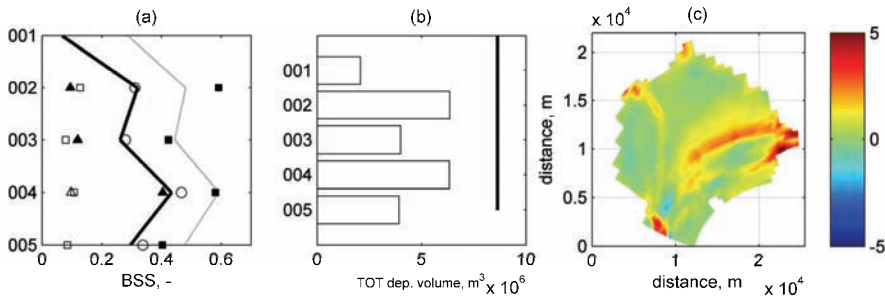 (a)
001
002
003
004
005
0 0.2 0.4 0.6
BSS, -
(b)
001
002
003
004
005
0 5 10
TOT dep. volume, m³ x 10⁶
(c)
x 10⁴
2
1.5
1
0.5
0
distance, m
0 1 2
distance, m x 10⁴
5
0
-5